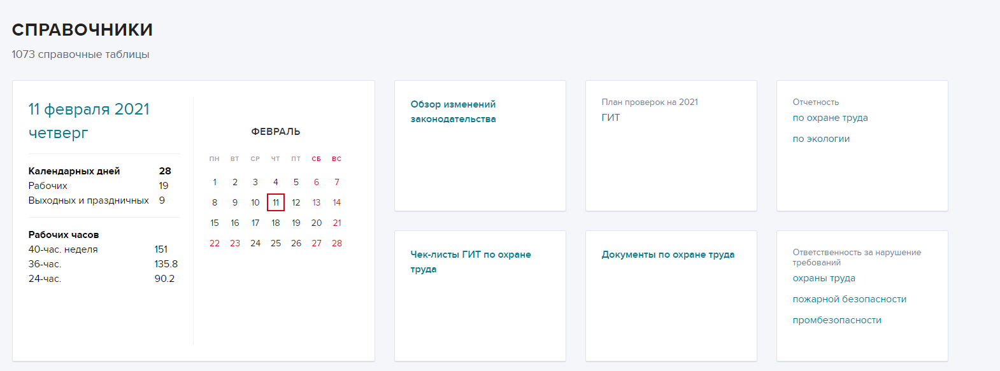 СПРАВОЧНИКИ
1073 справочные таблицы
11 февраля 2021
четверг
Календарных дней 28
Рабочих 19
Выходных и праздничных 9
Рабочих часов
40-час. неделя 151
36-час. 135.8
24-час. 90.2
ФЕВРАЛЬ
ПН ВТ СР ЧТ ПТ СБ ВС
1 2 3 4 5 6 7
8 9 10 11 12 13 14
15 16 17 18 19 20 21
22 23 24 25 26 27 28
Обзор изменений
законодательства
План проверок на 2021
ГИТ
Отчетность
по охране труда
по экологии
Чек-листы ГИТ по охране
труда
Документы по охране труда
Ответственность за нарушение
требований
охраны труда
пожарной безопасности
промбезопасности